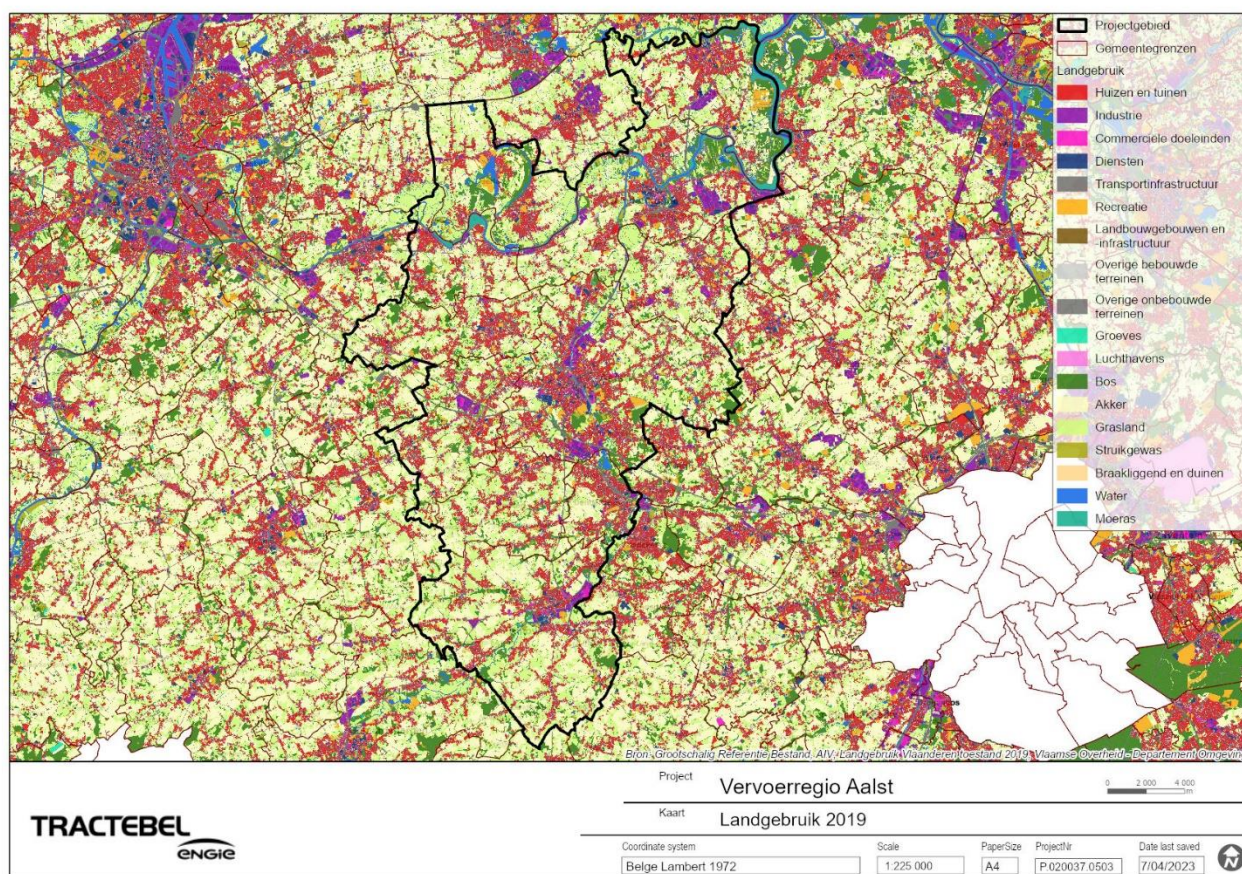 Projectgebied
Gemeentegrenzen
Landgebruik
Huizen en tuinen
Industrie
Commerciële doeleinden
Diensten
Transportinfrastructuur
Recreatie
Landbouwgebouwen en
-infrastructuur
Overige bebouwde
terreinen
Overige onbebouwde
terreinen
Groeves
Luchthavens
Bos
Akker
Grasland
Struikgewas
Braakliggend en duinen
Water
Moeras
Bron: Grootschalig Referentie Bestand, AIV; Landgebruik Vlaanderen toestand 2019, Vlaamse Overheid - Departement Omgeving
TRACTEBEL
ENGIE
Project
Vervoerregio Aalst
0 2 000 4 000
m
Kaart
Landgebruik 2019
Coordinate system
Belge Lambert 1972
Scale
1:225 000
PaperSize
A4
ProjectNr
P.020037.0503
Date last saved
7/04/2023
N